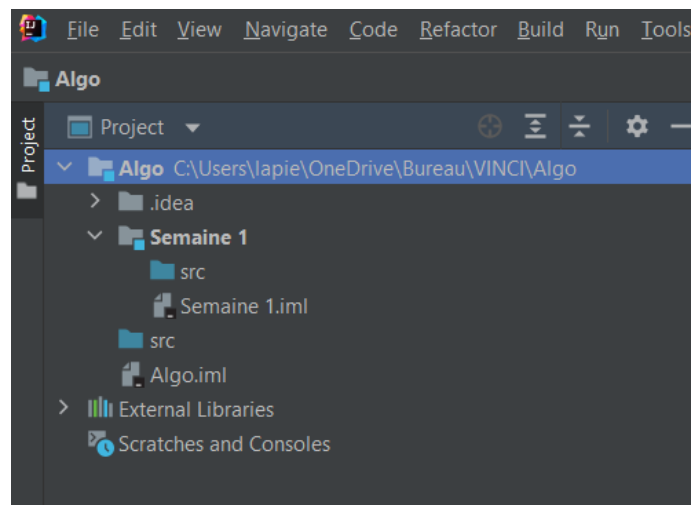 File Edit View Navigate Code Refactor Build Run Tools
Algo
Project
Project
Algo C:\Users\lapie\OneDrive\Bureau\VINCI\Algo
.idea
Semaine 1
src
Semaine 1.iml
src
Algo.iml
External Libraries
Scratches and Consoles